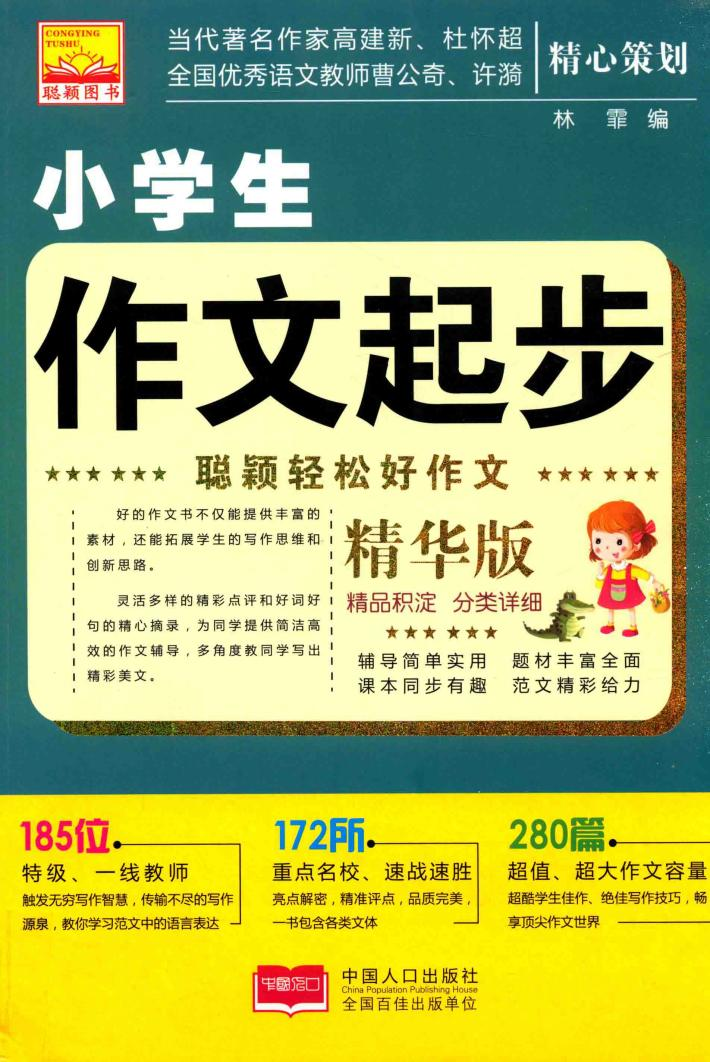 CONGYING
TUSHU
聪颖图书
当代著名作家高建新、杜怀超
全国优秀语文教师曹公奇、许漪
精心策划
林 霏 编
小学生
作文起步
聪颖轻松好作文
好的作文书不仅能提供丰富的
素材，还能拓展学生的写作思维和
创新思路。
灵活多样的精彩点评和好词好
句的精心摘录，为同学提供简洁高
效的作文辅导，多角度教同学写出
精彩美文。
精华版
精品积淀 分类详细
辅导简单实用 题材丰富全面
课本同步有趣 范文精彩给力
185位
特级、一线教师
触发无穷写作智慧，传输不尽的写作
源泉，教你学习范文中的语言表达
172所
重点名校、速战速胜
亮点解密，精准评点，品质完美，
一书包含各类文体
280篇
超值、超大作文容量
超酷学生佳作、绝佳写作技巧，畅
享顶尖作文世界
中國人口
中国人口出版社
China Population Publishing House
全国百佳出版单位